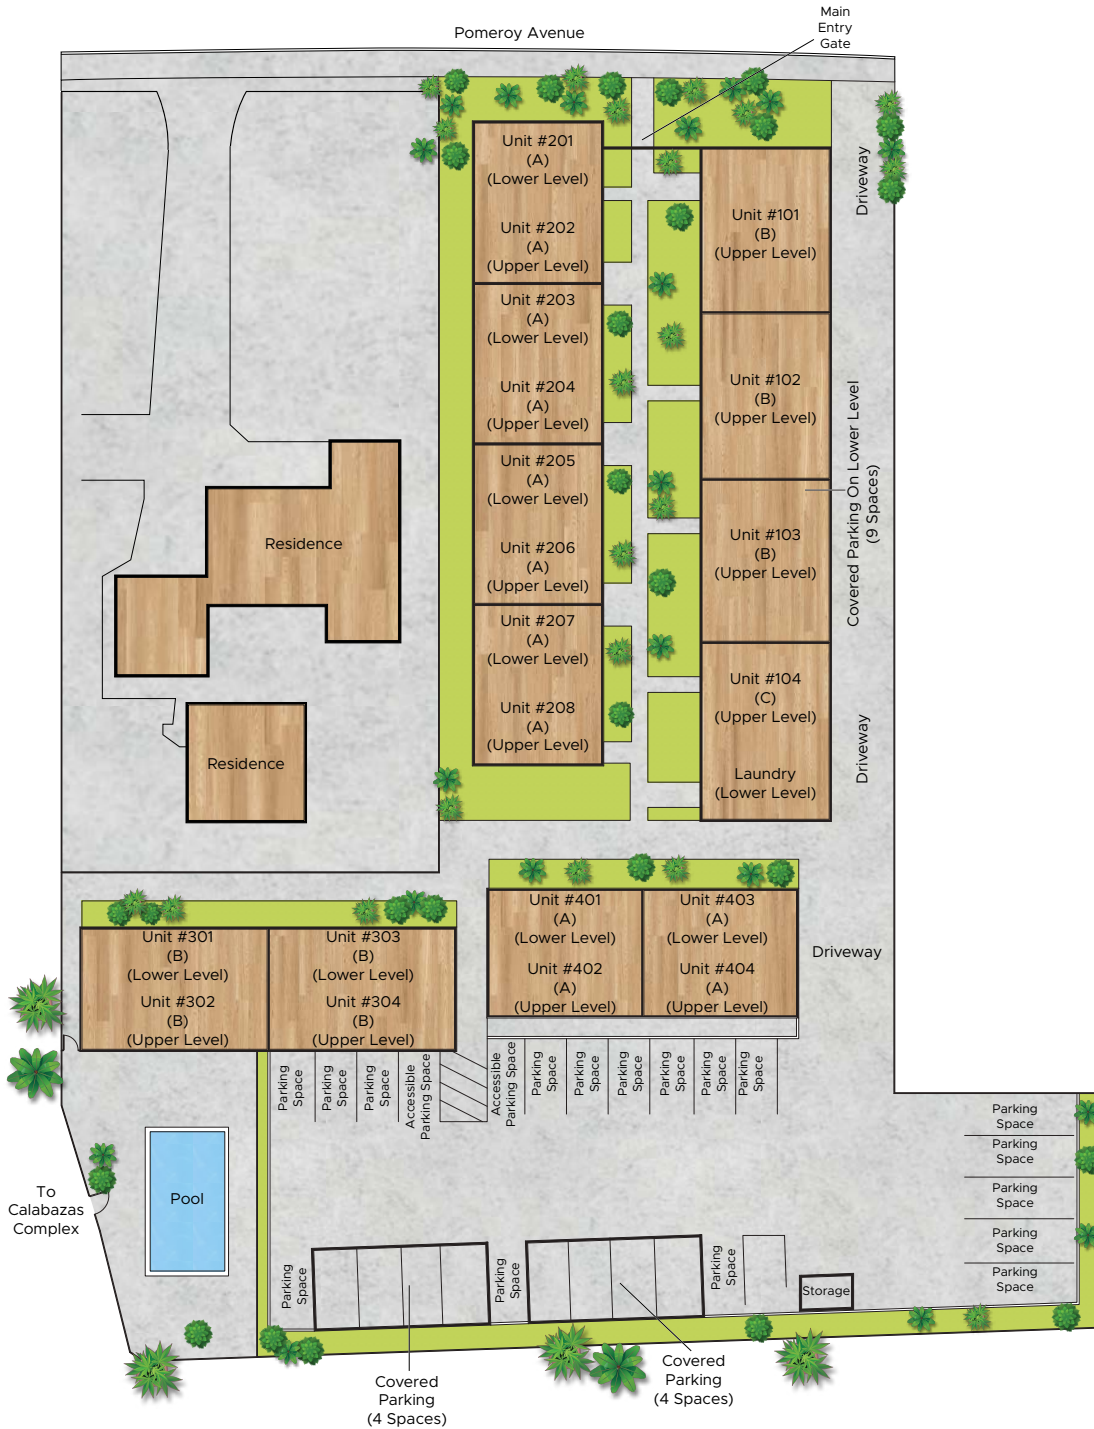 Pomeroy Avenue
Main
Entry
Gate
Unit #201
(A)
(Lower Level)
Unit #202
(A)
(Upper Level)
Unit #203
(A)
(Lower Level)
Unit #204
(A)
(Upper Level)
Unit #205
(A)
(Lower Level)
Unit #206
(A)
(Upper Level)
Unit #207
(A)
(Lower Level)
Unit #208
(A)
(Upper Level)
Unit #101
(B)
(Upper Level)
Unit #102
(B)
(Upper Level)
Unit #103
(B)
(Upper Level)
Unit #104
(C)
(Upper Level)
Laundry
(Lower Level)
Driveway
Covered Parking On Lower Level
(9 Spaces)
Driveway
Residence
Residence
Unit #301
(B)
(Lower Level)
Unit #302
(B)
(Upper Level)
Unit #303
(B)
(Lower Level)
Unit #304
(B)
(Upper Level)
Unit #401
(A)
(Lower Level)
Unit #402
(A)
(Upper Level)
Unit #403
(A)
(Lower Level)
Unit #404
(A)
(Upper Level)
Driveway
Parking
Space
Parking
Space
Parking
Space
Accessible
Parking Space
Accessible
Parking Space
Parking
Space
Parking
Space
Parking
Space
Parking
Space
Parking
Space
Parking
Space
Parking
Space
Parking
Space
Parking
Space
Parking
Space
Parking
Space
To
Calabazas
Complex
Pool
Parking
Space
Parking
Space
Parking
Space
Storage
Covered
Parking
(4 Spaces)
Covered
Parking
(4 Spaces)